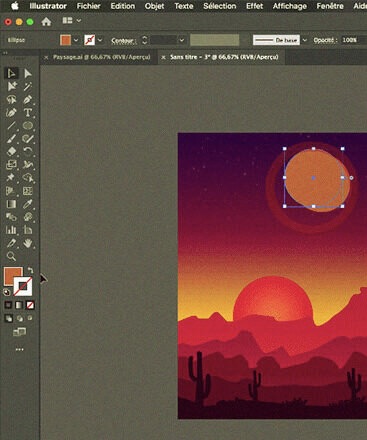 Illustrator Fichier Edition Objet Texte Sélection Effet Affichage Fenêtre Aide
Ellipse Contour : De base Opacité : 100%
× Paysage.ai @ 66,67% (RVB/Aperçu) × Sans titre - 3* @ 66,67% (RVB/Aperçu)